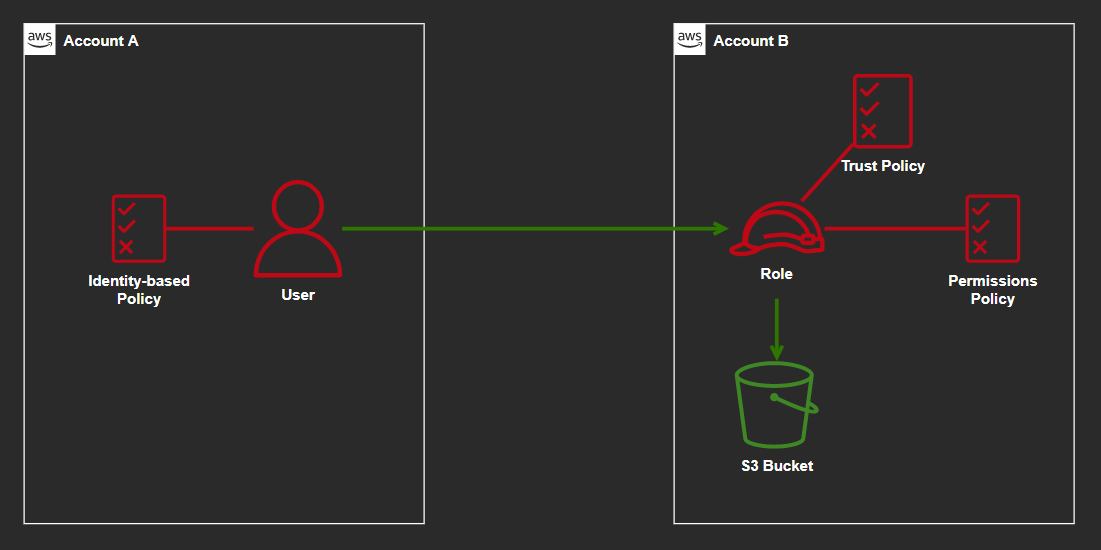 aws
Account A
aws
Account B
Trust Policy
Identity-based
Policy
User
Role
Permissions
Policy
S3 Bucket